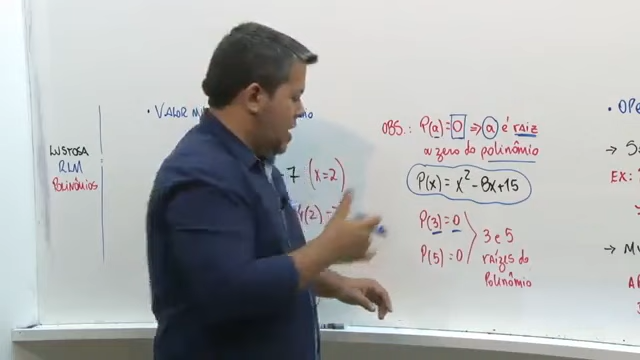 LUSTOSA
RLM
POLINÔMIOS
• VALOR
7 (x=2)
OBS.: P(a)=0 ⇒ a é RAIZ
a zero do polinômio
P(x) = x² - 8x + 15
P(3) = 0
P(5) = 0
3 e 5
RAÍZES do
Polinômio
• OPE
→ S
EX:
→ M